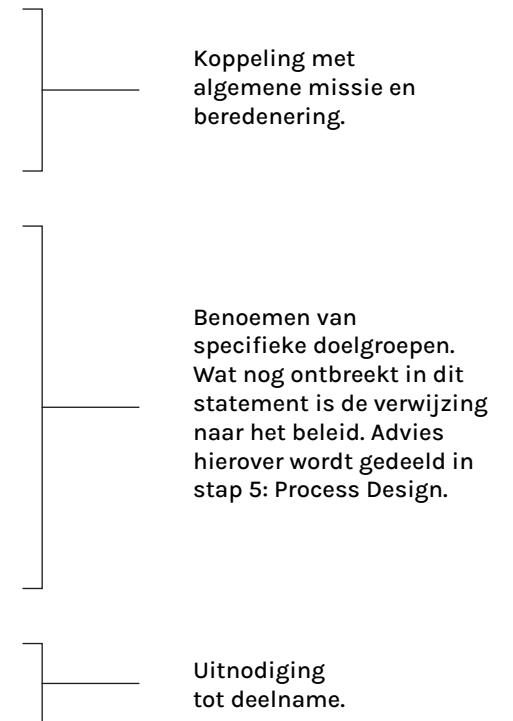 Koppeling met
algemene missie en
beredenering.
Benoemen van
specifieke doelgroepen.
Wat nog ontbreekt in dit
statement is de verwijzing
naar het beleid. Advies
hierover wordt gedeeld in
stap 5: Process Design.
Uitnodiging
tot deelname.